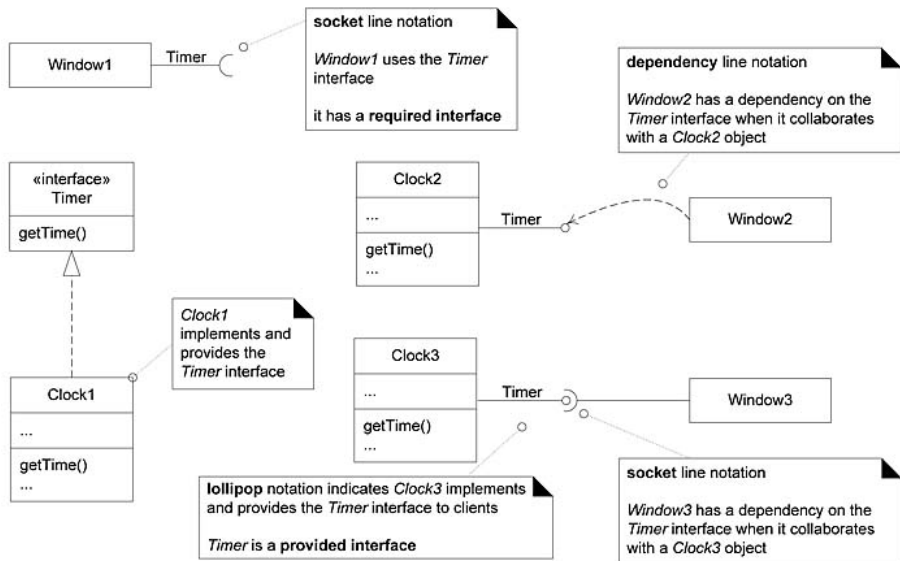 socket line notation
Window1 uses the Timer
interface
it has a required interface
Window1
Timer
dependency line notation
Window2 has a dependency on the
Timer interface when it collaborates
with a Clock2 object
«interface»
Timer
getTime()
Clock2
...
getTime()
...
Timer
Window2
Clock1
implements and
provides the
Timer interface
Clock1
...
getTime()
...
Clock3
...
getTime()
...
Timer
Window3
lollipop notation indicates Clock3 implements
and provides the Timer interface to clients
Timer is a provided interface
socket line notation
Window3 has a dependency on the
Timer interface when it collaborates
with a Clock3 object